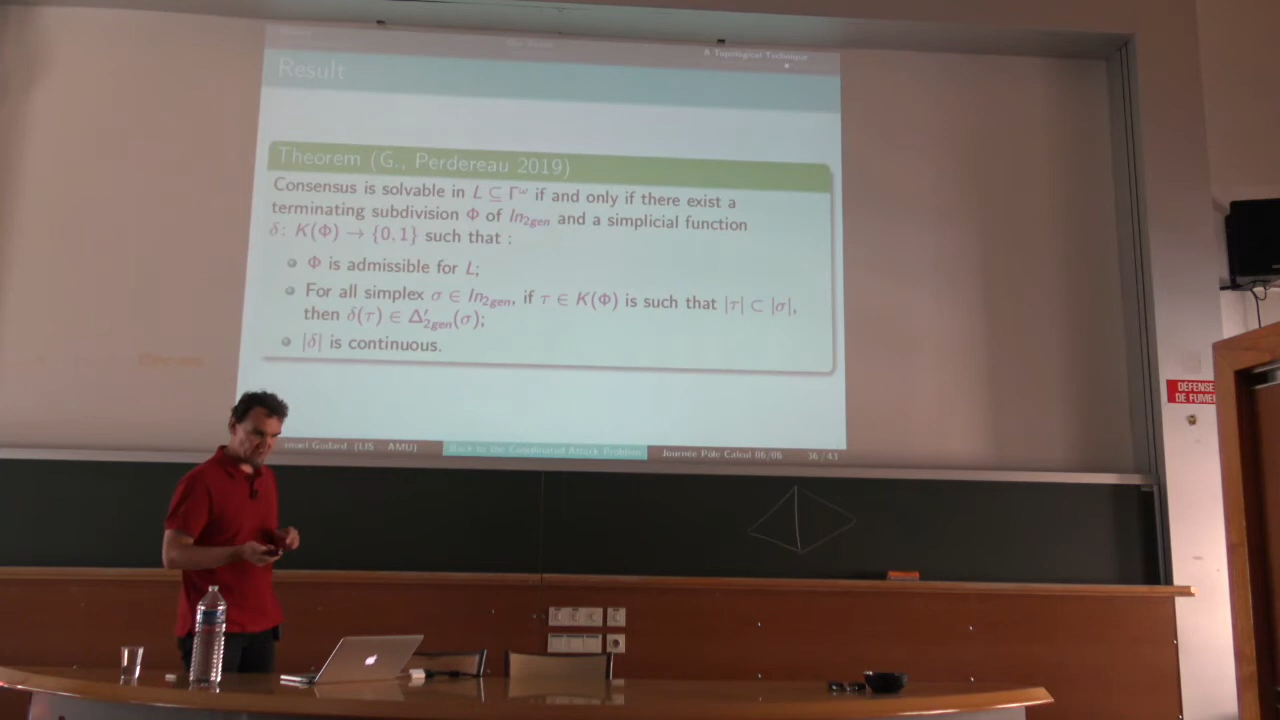 A Topological Technique
Result
Theorem (G., Perdereau 2019)
Consensus is solvable in L ⊆ Γ^ω if and only if there exist a
terminating subdivision Φ of In_2gen and a simplicial function
δ: K(Φ) → {0, 1} such that :
Φ is admissible for L;
For all simplex σ ∈ In_2gen, if τ ∈ K(Φ) is such that |τ| ⊂ |σ|,
then δ(τ) ∈ Δ'_2gen(σ);
|δ| is continuous.
Godard (LIS - AMU) Back to the Coordinated Attack Problem Journée Pôle Calcul 06/06 36 / 43
DÉFENSE
DE FUMER